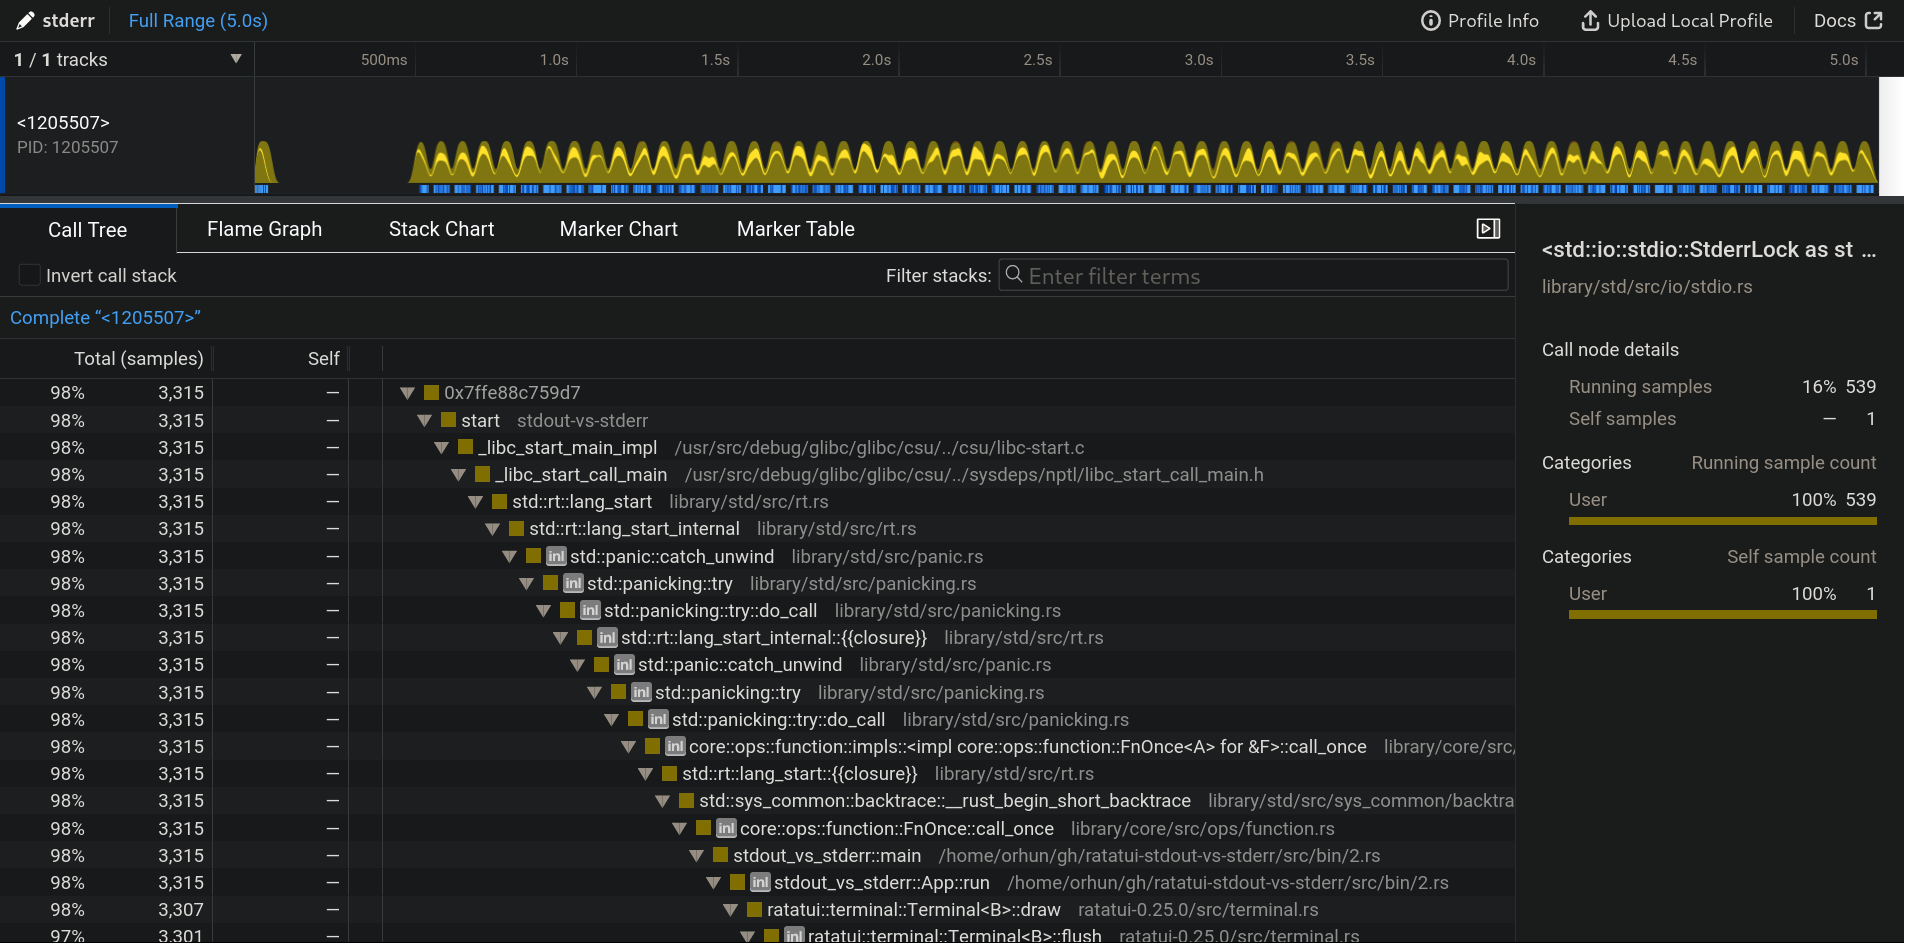 stderr Full Range (5.0s) Profile Info Upload Local Profile Docs
1 / 1 tracks 500ms 1.0s 1.5s 2.0s 2.5s 3.0s 3.5s 4.0s 4.5s 5.0s
<1205507>
PID: 1205507
Call Tree Flame Graph Stack Chart Marker Chart Marker Table
Invert call stack Filter stacks: Enter filter terms
Complete “<1205507>”
Total (samples) Self
98% 3,315 — 0x7ffe88c759d7
98% 3,315 — start stdout-vs-stderr
98% 3,315 — _libc_start_main_impl /usr/src/debug/glibc/glibc/csu/../csu/libc-start.c
98% 3,315 — _libc_start_call_main /usr/src/debug/glibc/glibc/csu/../sysdeps/nptl/libc_start_call_main.h
98% 3,315 — std::rt::lang_start library/std/src/rt.rs
98% 3,315 — std::rt::lang_start_internal library/std/src/rt.rs
98% 3,315 — inl std::panic::catch_unwind library/std/src/panic.rs
98% 3,315 — inl std::panicking::try library/std/src/panicking.rs
98% 3,315 — inl std::panicking::try::do_call library/std/src/panicking.rs
98% 3,315 — inl std::rt::lang_start_internal::{{closure}} library/std/src/rt.rs
98% 3,315 — inl std::panic::catch_unwind library/std/src/panic.rs
98% 3,315 — inl std::panicking::try library/std/src/panicking.rs
98% 3,315 — inl std::panicking::try::do_call library/std/src/panicking.rs
98% 3,315 — inl core::ops::function::impls::<impl core::ops::function::FnOnce<A> for &F>::call_once library/core/src/
98% 3,315 — std::rt::lang_start::{{closure}} library/std/src/rt.rs
98% 3,315 — std::sys_common::backtrace::__rust_begin_short_backtrace library/std/src/sys_common/backtra
98% 3,315 — inl core::ops::function::FnOnce::call_once library/core/src/ops/function.rs
98% 3,315 — stdout_vs_stderr::main /home/orhun/gh/ratatui-stdout-vs-stderr/src/bin/2.rs
98% 3,315 — inl stdout_vs_stderr::App::run /home/orhun/gh/ratatui-stdout-vs-stderr/src/bin/2.rs
98% 3,307 — ratatui::terminal::Terminal<B>::draw ratatui-0.25.0/src/terminal.rs
97% 3,301 — inl ratatui::terminal::Terminal<B>::flush ratatui-0.25.0/src/terminal.rs
<std::io::stdio::StderrLock as st ...
library/std/src/io/stdio.rs
Call node details
Running samples 16% 539
Self samples — 1
Categories Running sample count
User 100% 539
Categories Self sample count
User 100% 1